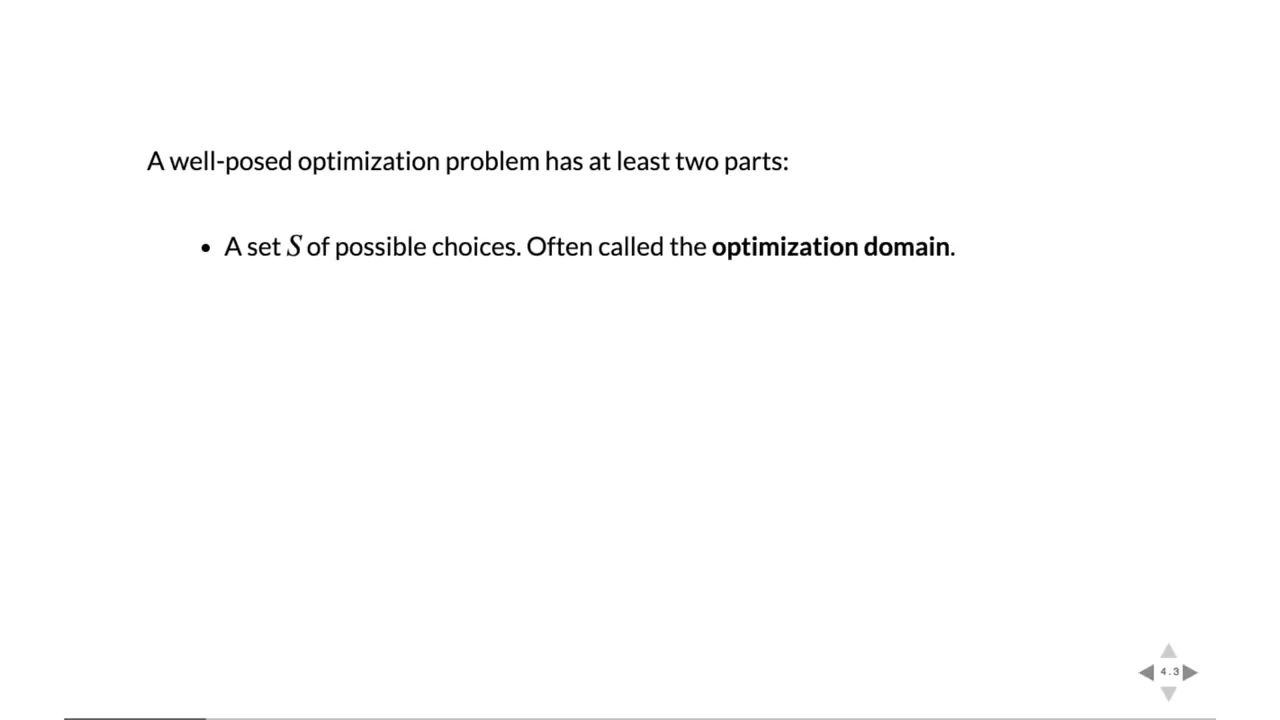 A well-posed optimization problem has at least two parts:
• A set S of possible choices. Often called the optimization domain.
4.3